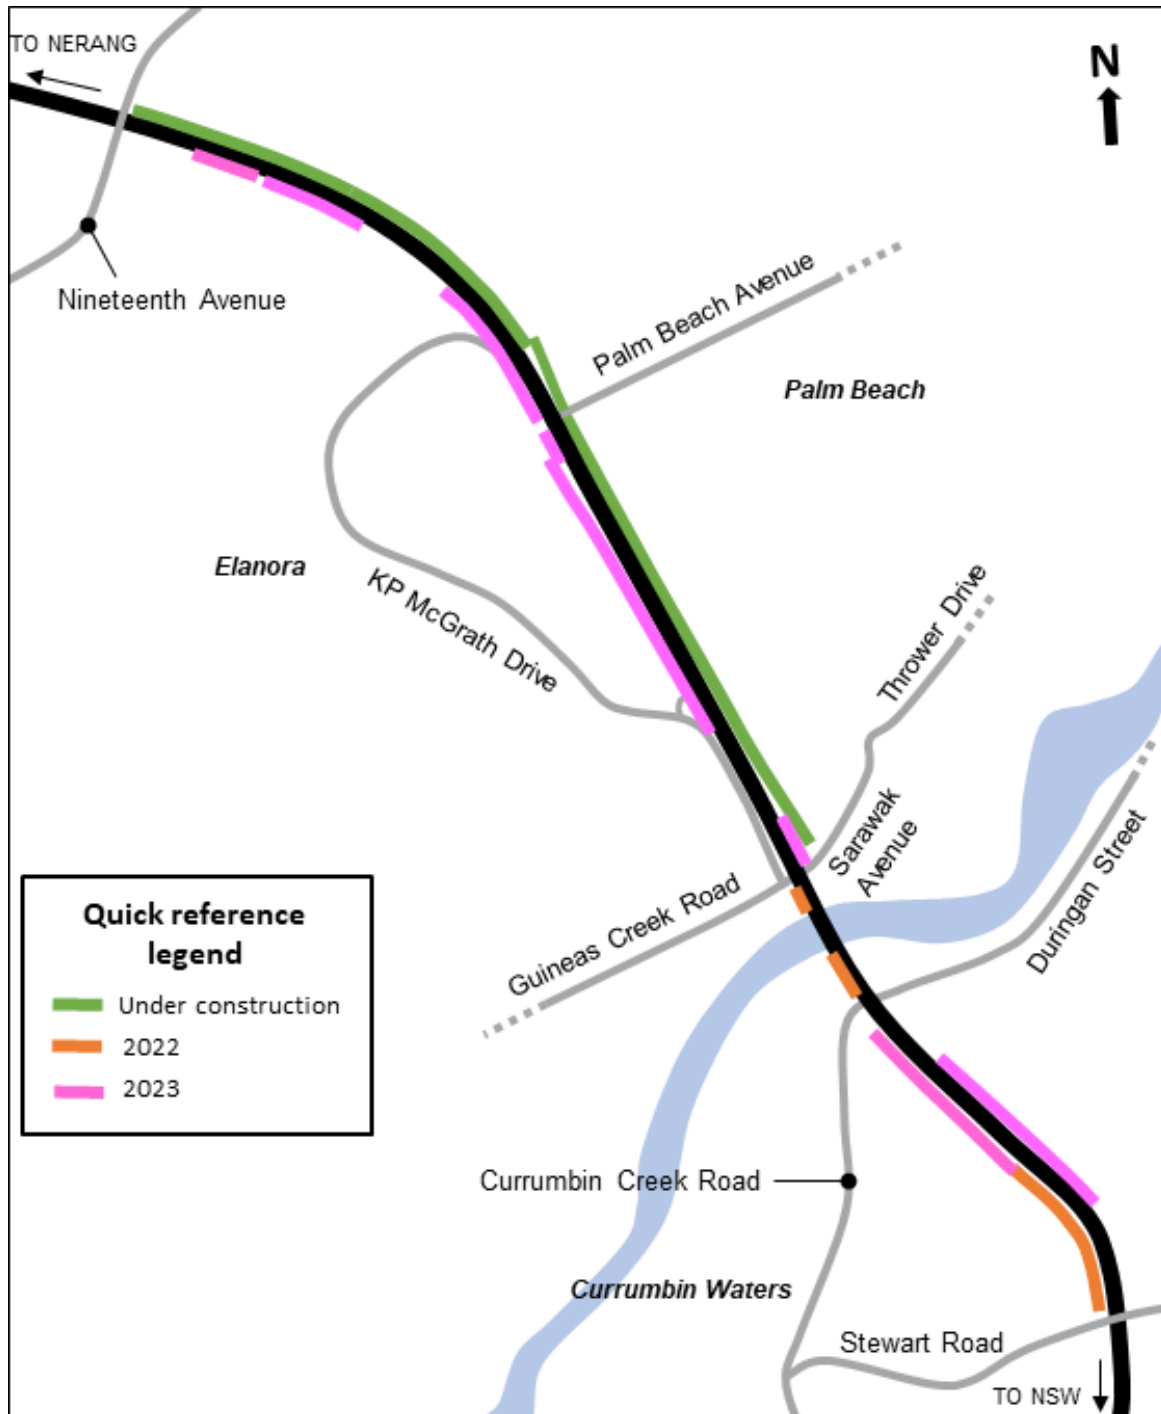 TO NERANG
N
Nineteenth Avenue
Palm Beach Avenue
Palm Beach
Elanora
KP McGrath Drive
Thrower Drive
Sarawak
Avenue
Duringan Street
Guineas Creek Road
Quick reference
legend
Under construction
2022
2023
Currumbin Creek Road
Currumbin Waters
Stewart Road
TO NSW